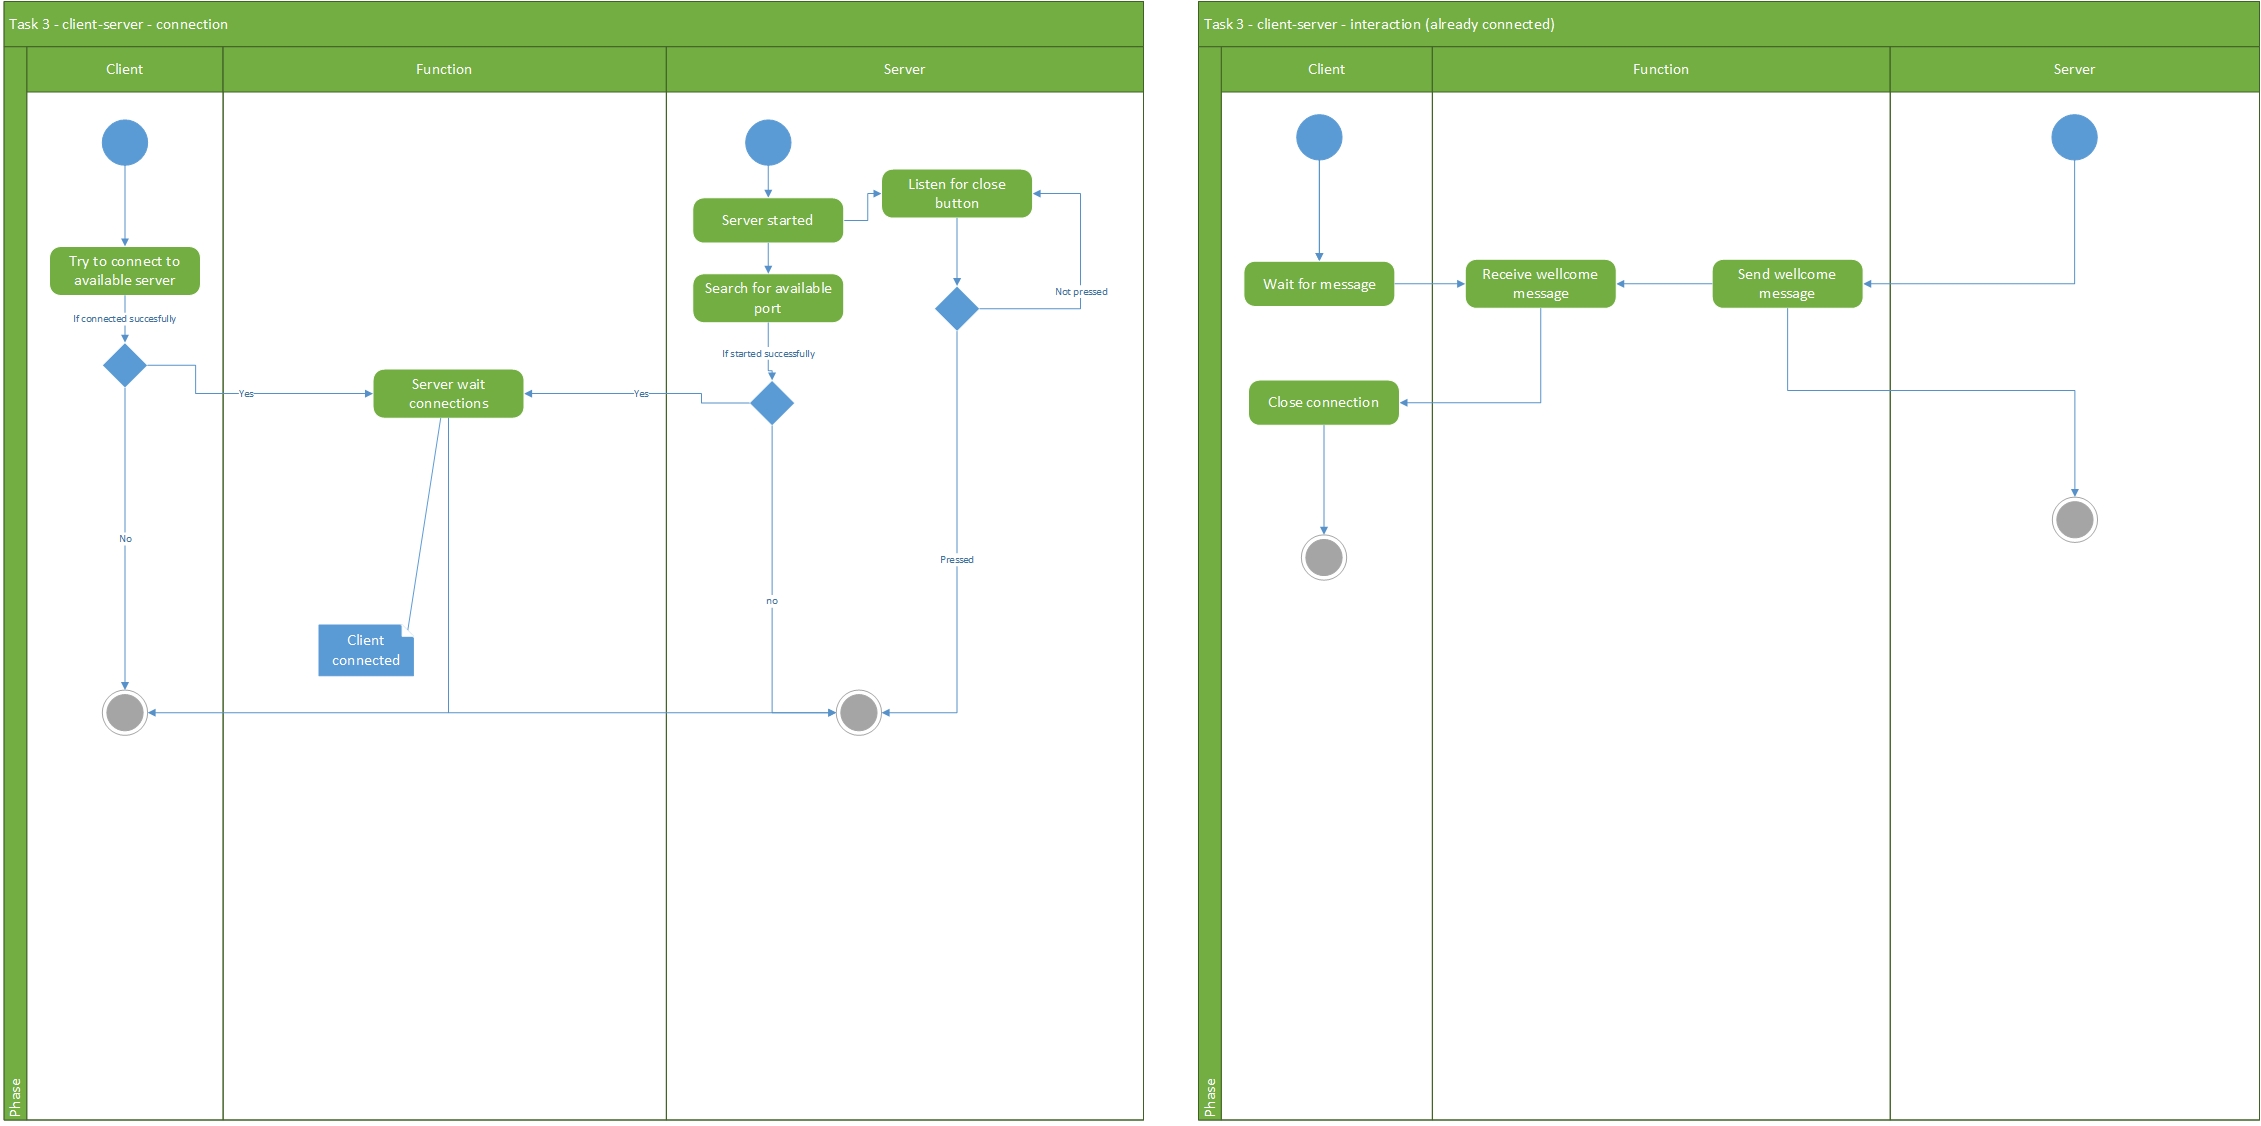 Task 3 - client-server - connection
Client
Function
Server
Try to connect to
available server
If connected succesfully
Yes
No
Server wait
connections
Client
connected
Server started
Search for available
port
If started successfully
Yes
no
Listen for close
button
Not pressed
Pressed
Phase
Task 3 - client-server - interaction (already connected)
Client
Function
Server
Wait for message
Receive wellcome
message
Send wellcome
message
Close connection
Phase